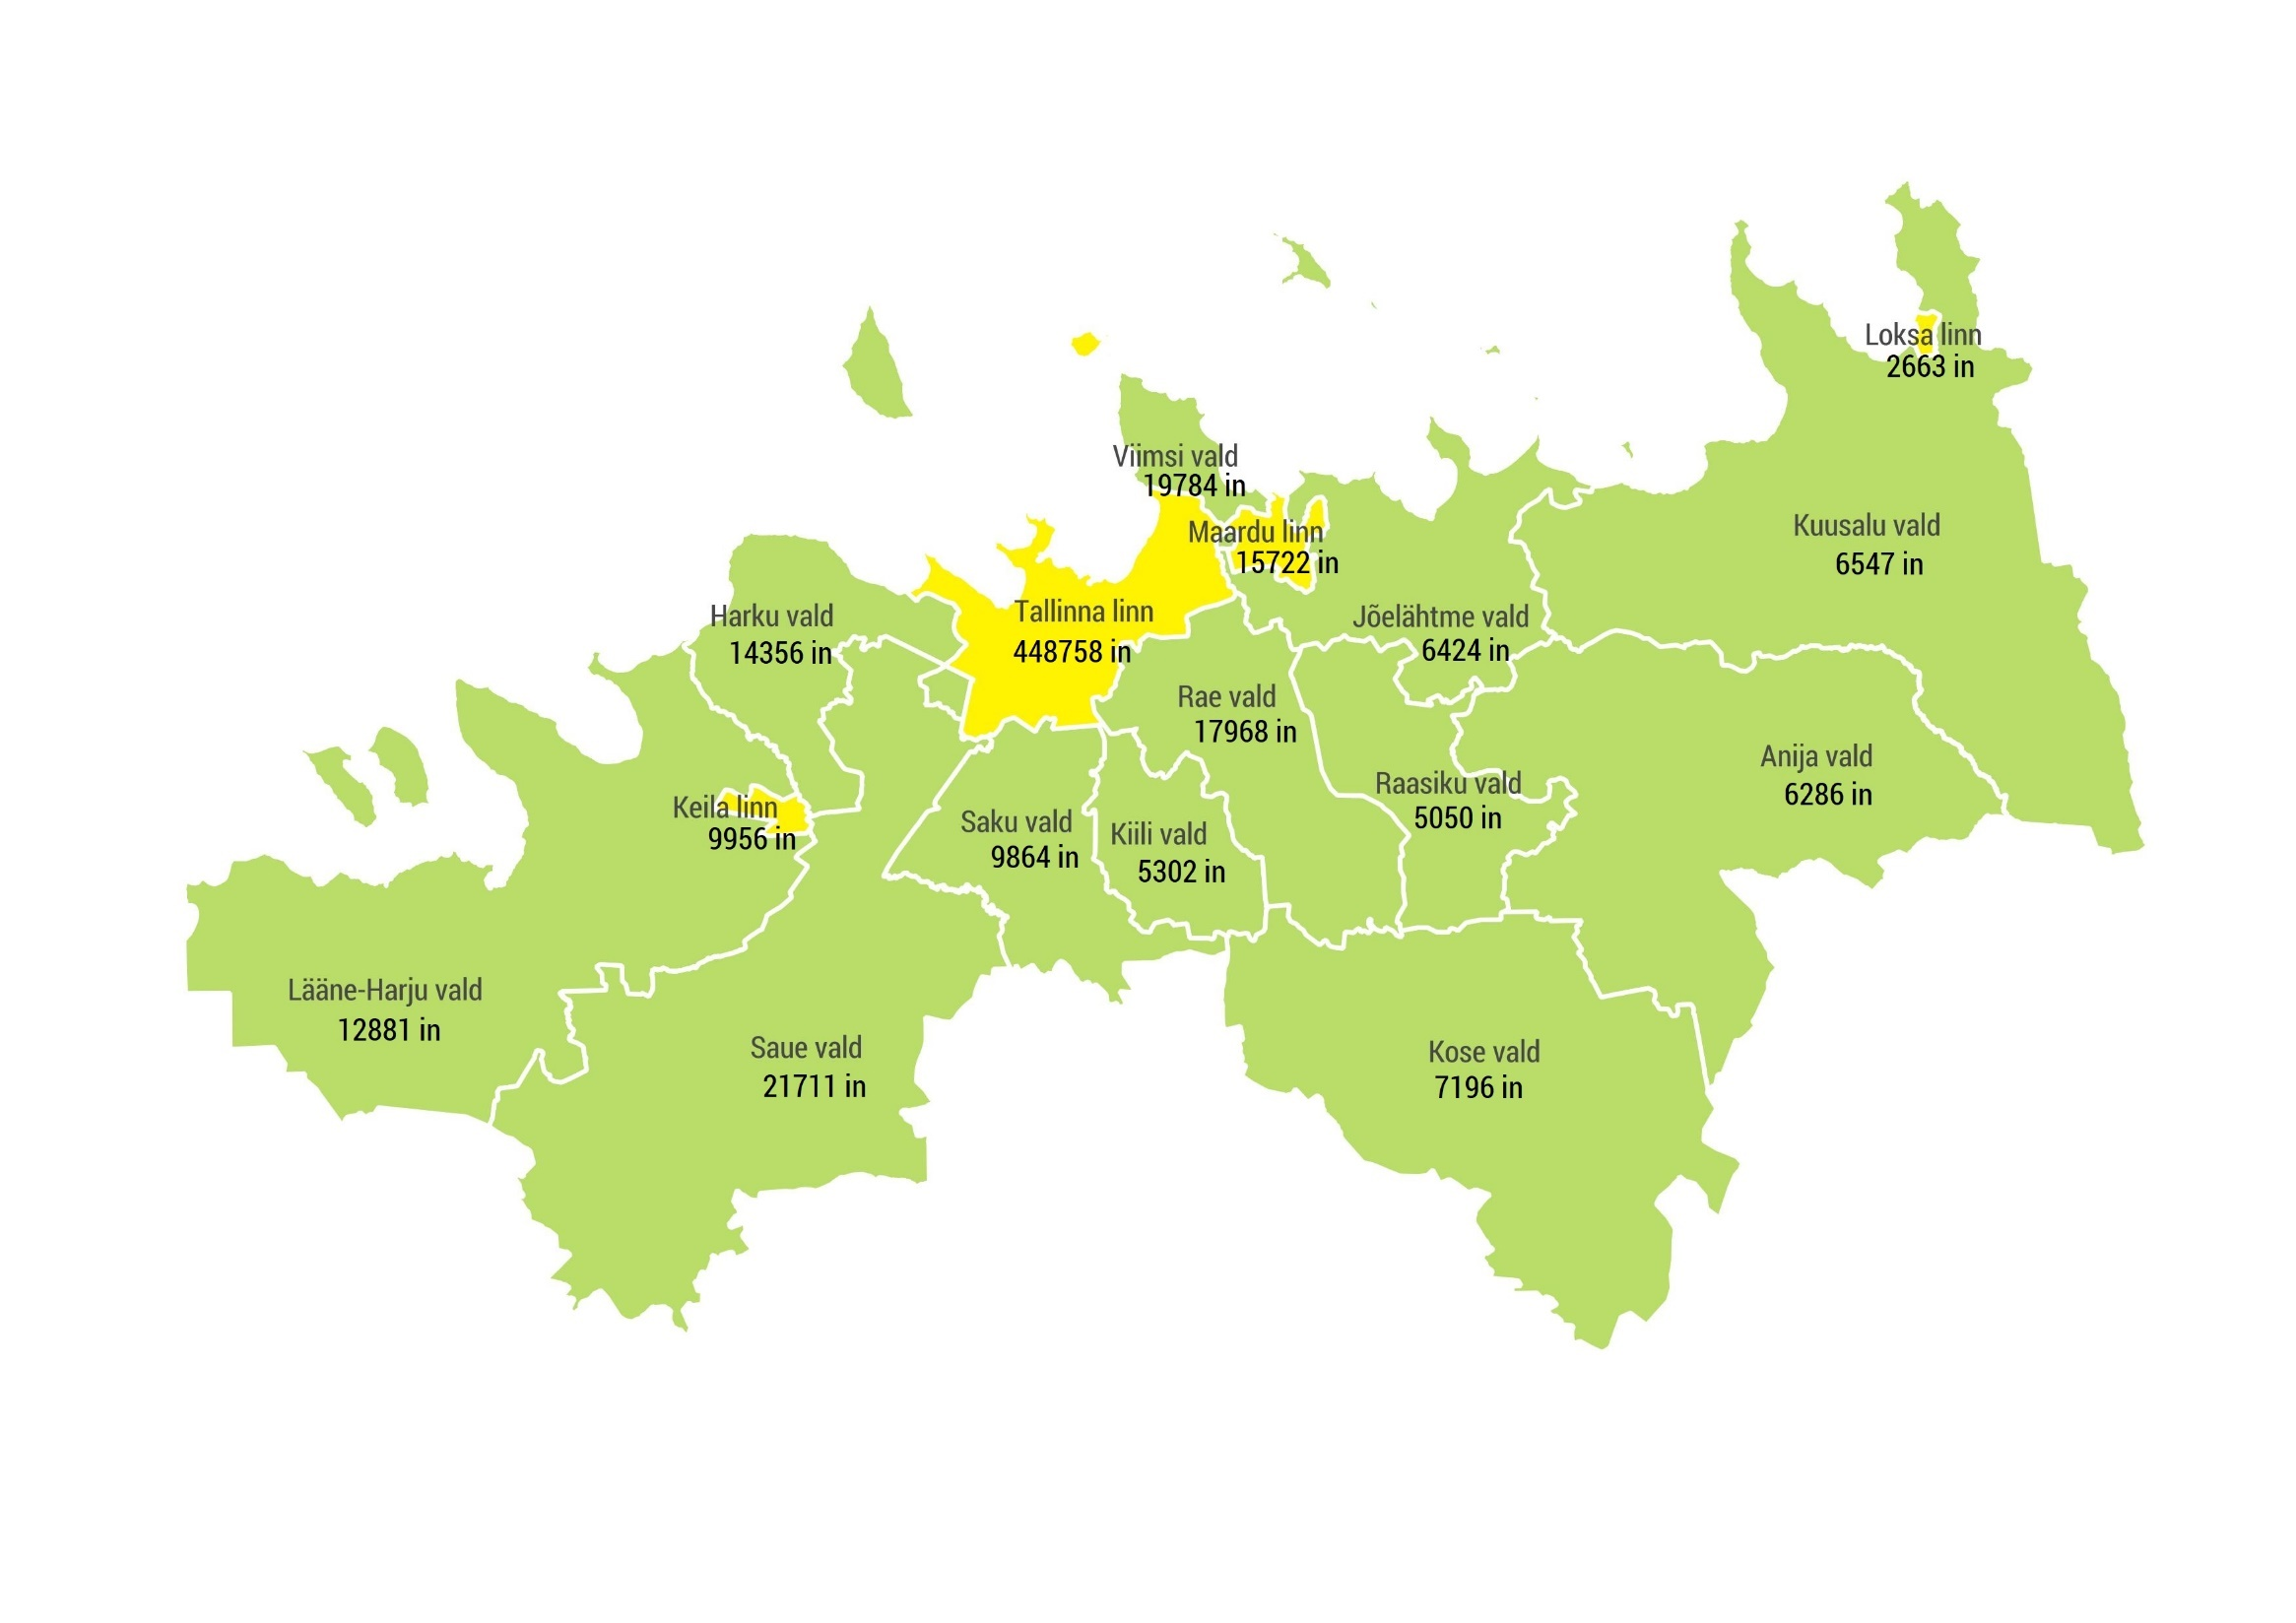 Loksa linn
2663 in
Viimsi vald
19784 in
Maardu linn
15722 in
Kuusalu vald
6547 in
Harku vald
14356 in
Tallinna linn
448758 in
Jõelähtme vald
6424 in
Rae vald
17968 in
Anija vald
6286 in
Raasiku vald
5050 in
Keila linn
9956 in
Saku vald
9864 in
Kiili vald
5302 in
Lääne-Harju vald
12881 in
Saue vald
21711 in
Kose vald
7196 in